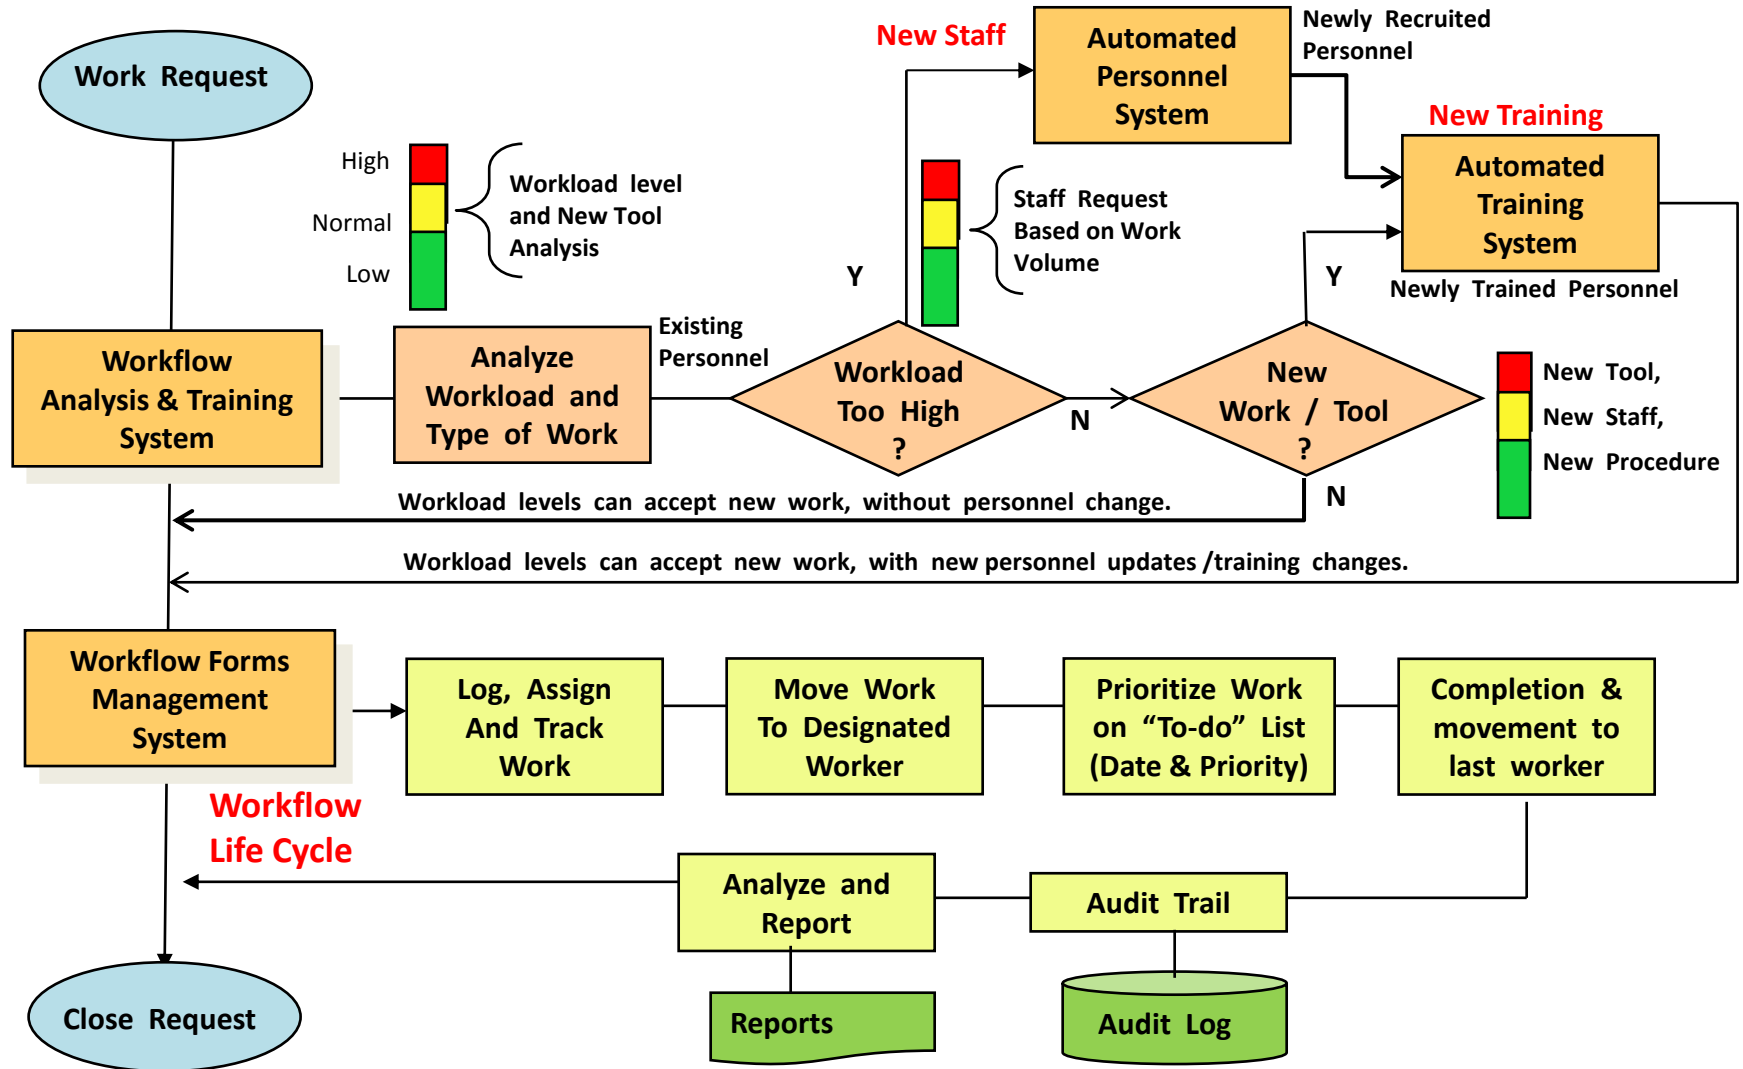 Work Request
New Staff
Automated
Personnel
System
Newly Recruited
Personnel
New Training
Automated
Training
System
Newly Trained Personnel
High
Normal
Low
Workload level
and New Tool
Analysis
Staff Request
Based on Work
Volume
Y
Y
Workflow
Analysis & Training
System
Analyze
Workload and
Type of Work
Existing
Personnel
Workload
Too High
?
N
New
Work / Tool
?
N
New Tool,
New Staff,
New Procedure
Workload levels can accept new work, without personnel change.
Workload levels can accept new work, with new personnel updates /training changes.
Workflow Forms
Management
System
Log, Assign
And Track
Work
Move Work
To Designated
Worker
Prioritize Work
on “To-do” List
(Date & Priority)
Completion &
movement to
last worker
Workflow
Life Cycle
Analyze and
Report
Audit Trail
Close Request
Reports
Audit Log